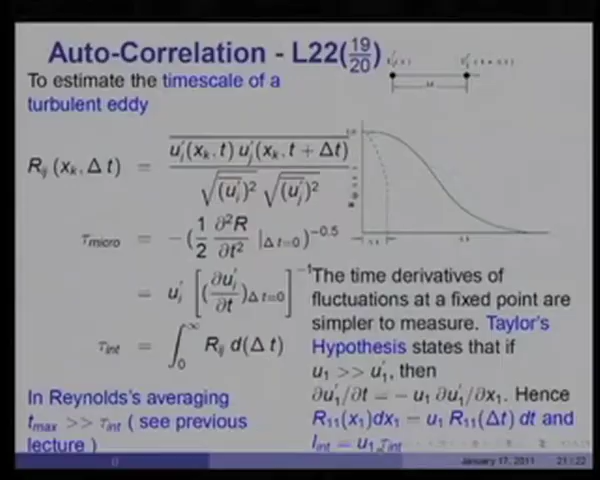 Auto-Correlation - L22(19/20)
To estimate the timescale of a
turbulent eddy
R_ij (x_k, Δt) = \overline{u_i'(x_k, t) u_j'(x_k, t + Δt)} / (√\overline{(u_i')²} √\overline{(u_j')²})
τ_micro = −(1/2 ∂²R/∂t² |_{Δt=0})^{−0.5}
= u_i' [(∂u_i'/∂t)_{Δt=0}]^{−1}
τ_int = ∫_0^∞ R_ij d(Δt)
In Reynolds's averaging
t_max >> τ_int ( see previous
lecture )
The time derivatives of
fluctuations at a fixed point are
simpler to measure. Taylor's
Hypothesis states that if
u_1 >> u_1', then
∂u_1'/∂t = − u_1 ∂u_1'/∂x_1. Hence
R_11(x_1)dx_1 = u_1 R_11(Δt) dt and
l_int = u_1 τ_int
January 17, 2011 21 / 22